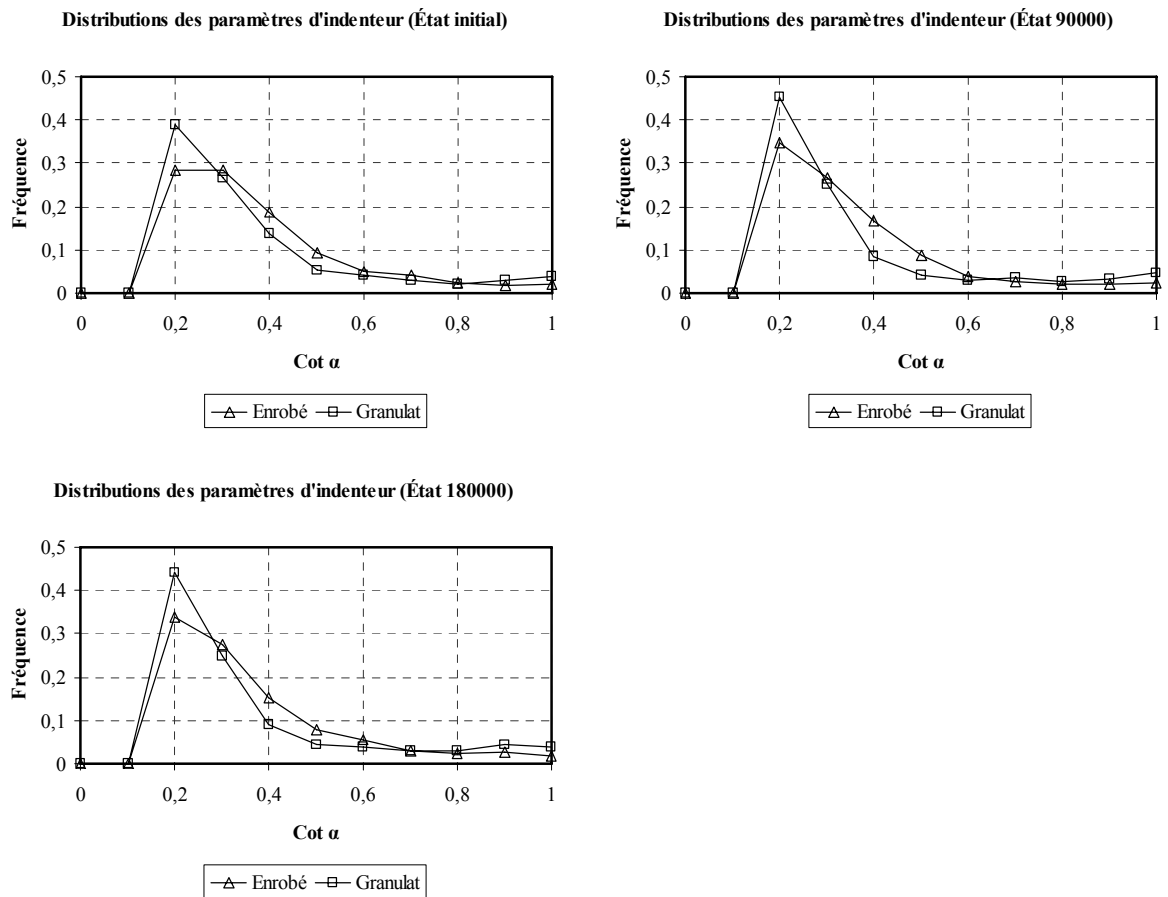 Distributions des paramètres d'indenteur (État initial)
0,5
0,4
0,3
0,2
0,1
0
Fréquence
0 0,2 0,4 0,6 0,8 1
Cot α
Enrobé Granulat
Distributions des paramètres d'indenteur (État 90000)
0,5
0,4
0,3
0,2
0,1
0
Fréquence
0 0,2 0,4 0,6 0,8 1
Cot α
Enrobé Granulat
Distributions des paramètres d'indenteur (État 180000)
0,5
0,4
0,3
0,2
0,1
0
Fréquence
0 0,2 0,4 0,6 0,8 1
Cot α
Enrobé Granulat